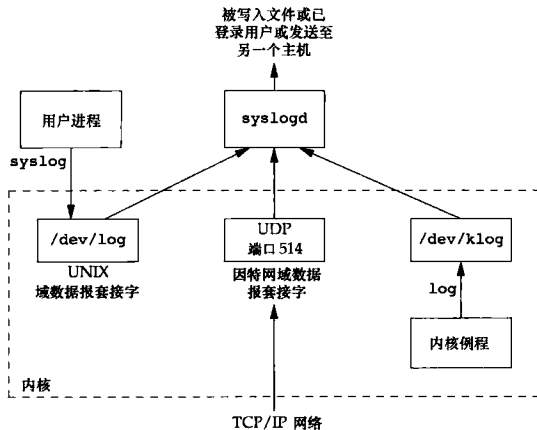 被写入文件或已
登录用户或发送至
另一个主机
用户进程
syslogd
syslog
/dev/log
UNIX
域数据报套接字
UDP
端口 514
因特网域数据
报套接字
/dev/klog
log
内核例程
内核
TCP/IP 网络